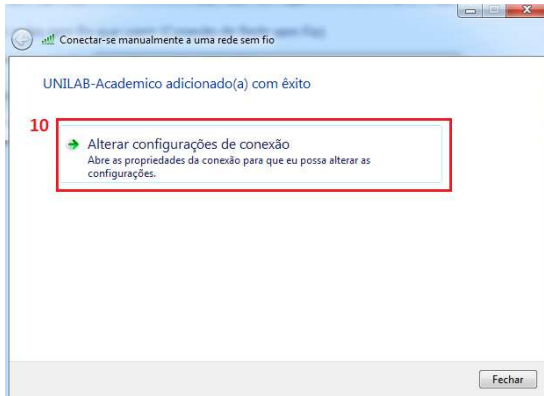 Conectar-se manualmente a uma rede sem fio
UNILAB-Academico adicionado(a) com êxito
10
Alterar configurações de conexão
Abre as propriedades da conexão para que eu possa alterar as
configurações.
Fechar